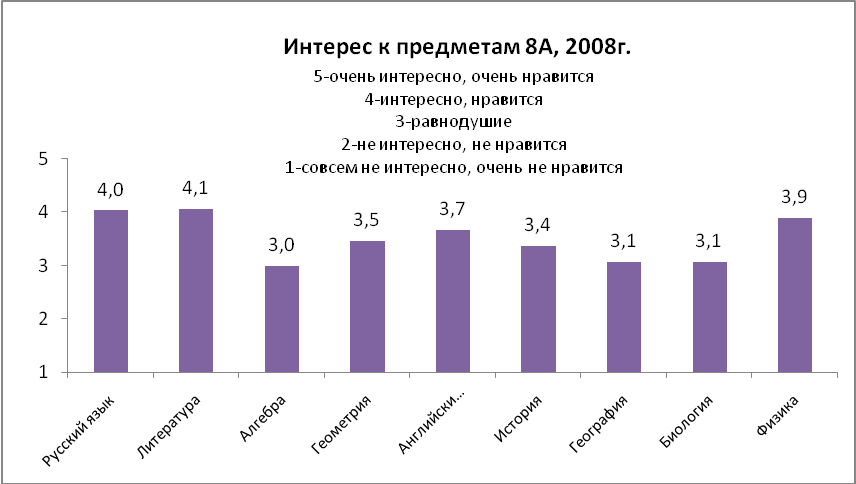 Интерес к предметам 8А, 2008г.
5-очень интересно, очень нравится
4-интересно, нравится
3-равнодушие
2-не интересно, не нравится
1-совсем не интересно, очень не нравится
5
4
3
2
1
4,0
4,1
3,0
3,5
3,7
3,4
3,1
3,1
3,9
Русский язык
Литература
Алгебра
Геометрия
Английски...
История
География
Биология
Физика